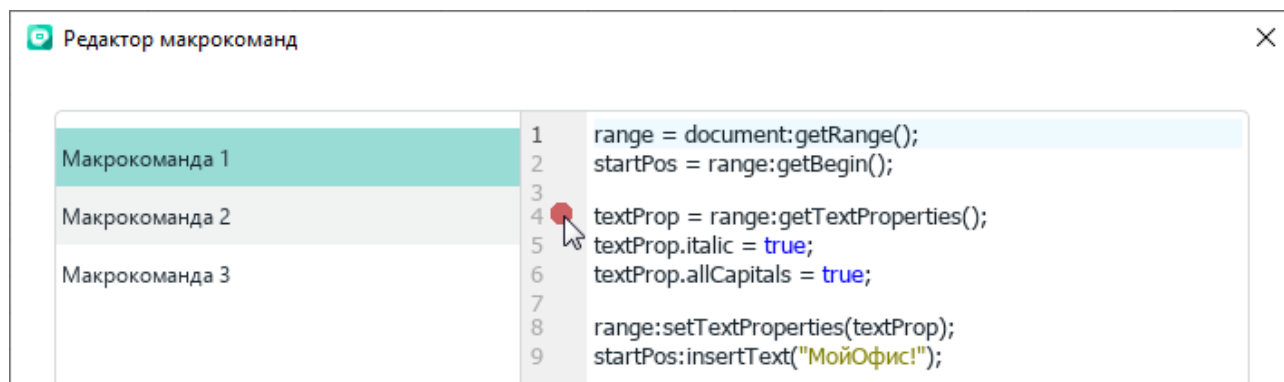 Редактор макрокоманд
Макрокоманда 1
Макрокоманда 2
Макрокоманда 3
1 range = document:getRange();
2 startPos = range:getBegin();
3
4 textProp = range:getTextProperties();
5 textProp.italic = true;
6 textProp.allCapitals = true;
7
8 range:setTextProperties(textProp);
9 startPos:insertText("МойОфис!");